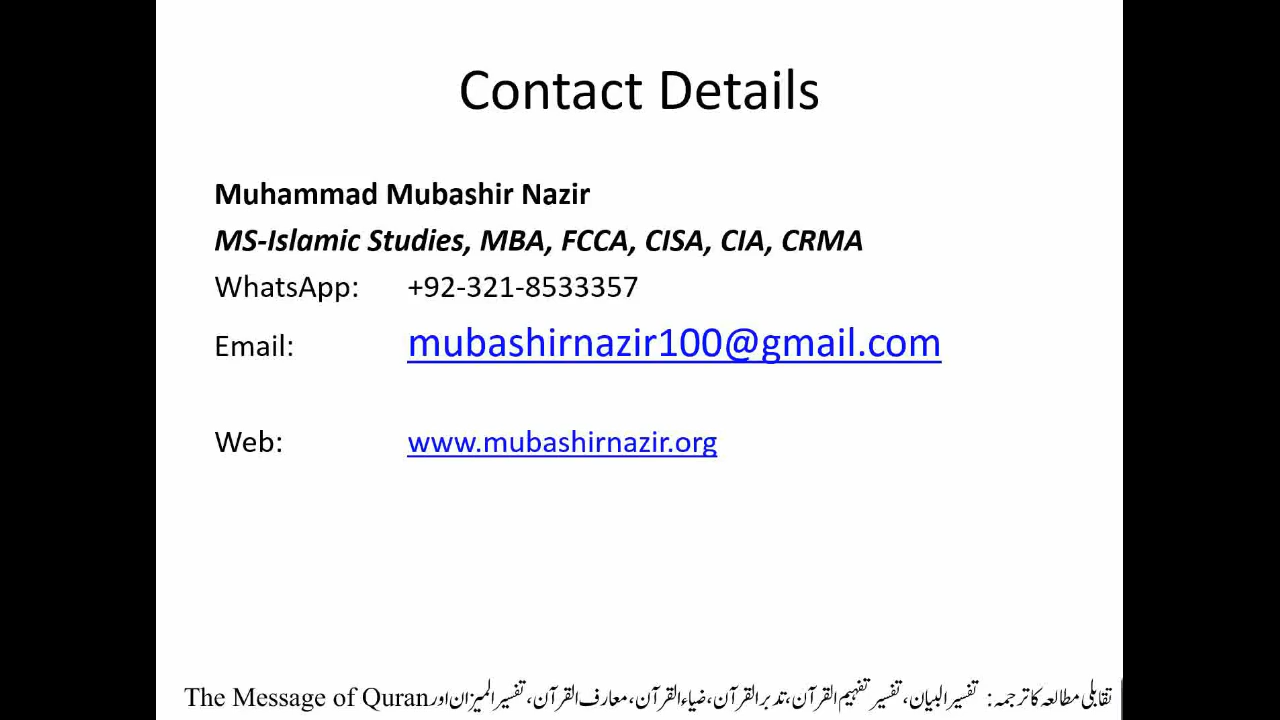 Contact Details
Muhammad Mubashir Nazir
MS-Islamic Studies, MBA, FCCA, CISA, CIA, CRMA
WhatsApp: +92-321-8533357
Email: mubashirnazir100@gmail.com
Web: www.mubashirnazir.org
تقابلی مطالعہ کا ترجمہ: تفسیر البیان، تفسیر تفہیم القرآن، تدبر القرآن، ضیاء القرآن، معارف القرآن، تفسیر المیزان اور The Message of Quran